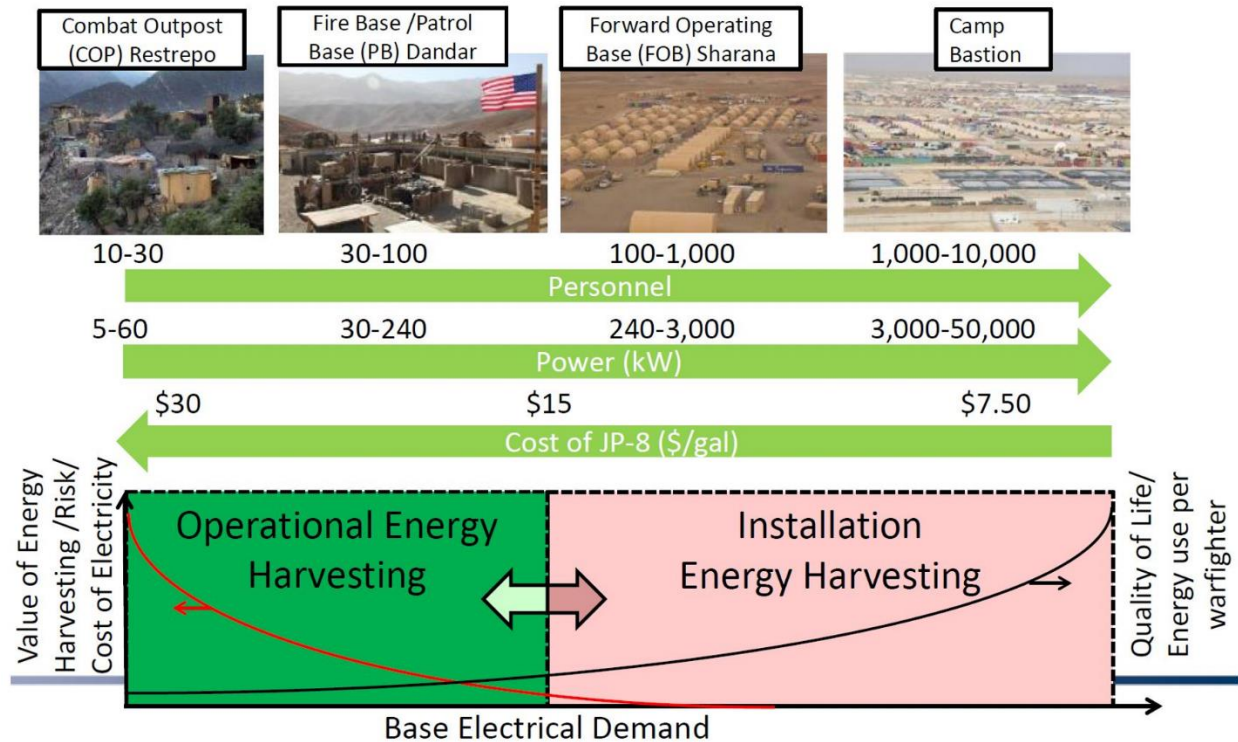 Combat Outpost
(COP) Restrepo
Fire Base /Patrol
Base (PB) Dandar
Forward Operating
Base (FOB) Sharana
Camp
Bastion
10-30
30-100
100-1,000
1,000-10,000
Personnel
5-60
30-240
240-3,000
3,000-50,000
Power (kW)
$30
$15
$7.50
Cost of JP-8 ($/gal)
Value of Energy
Harvesting /Risk/
Cost of Electricity
Operational Energy
Harvesting
Installation
Energy Harvesting
Quality of Life/
Energy use per
warfighter
Base Electrical Demand